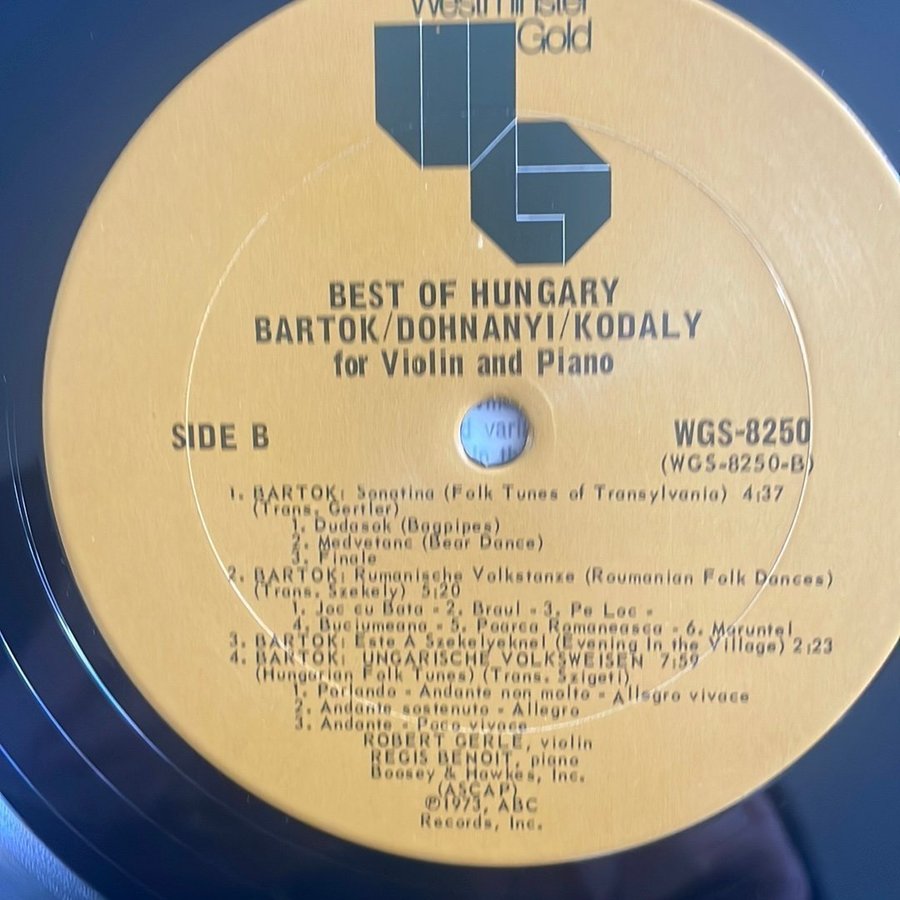 Westminster
Gold
BEST OF HUNGARY
BARTOK/DOHNANYI/KODALY
for Violin and Piano
SIDE B
WGS-8250
(WGS-8250-B)
1. BARTOK: Sonatina (Folk Tunes of Transylvania) 4:37
(Trans. Gertler)
1. Dudasok (Bagpipes)
2. Medvetanc (Bear Dance)
3. Finale
2. BARTOK: Rumanische Volkstanze (Roumanian Folk Dances)
(Trans. Szekely) 5:20
1. Joc cu Bata - 2. Braul - 3. Pe Loc -
4. Buciumeana - 5. Poarca Romaneasca - 6. Maruntel
3. BARTOK: Este A Szekelyeknel (Evening In the Village) 2:23
4. BARTOK: UNGARISCHE VOLKSWEISEN 7:59
(Hungarian Folk Tunes) (Trans. Szigeti)
1. Parlando - Andante non molto - Allegro vivace
2. Andante sostenuto - Allegro
3. Andante - Poco vivace
ROBERT GERLE, violin
REGIS BENOIT, piano
Boosey & Hawkes, Inc.
(ASCAP)
℗1973, ABC
Records, Inc.